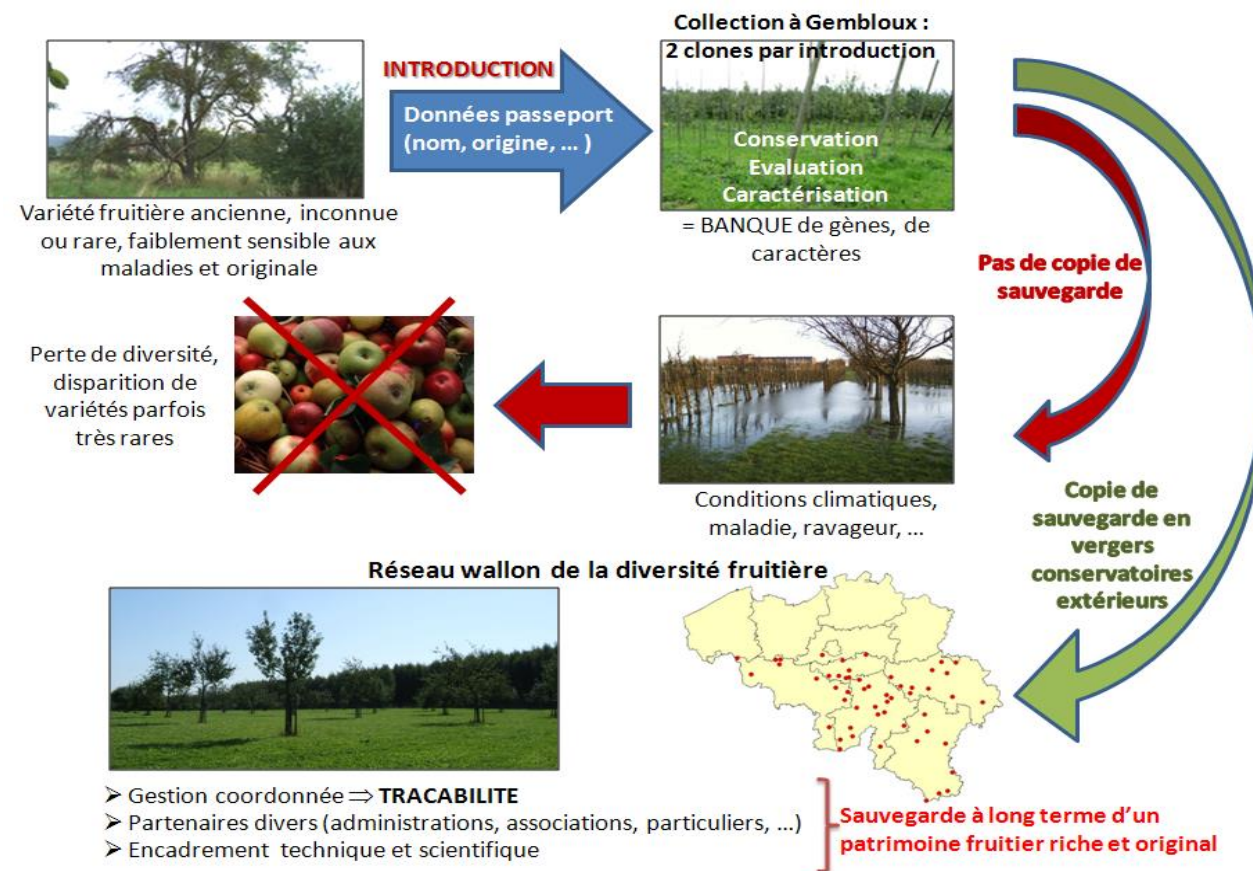 Collection à Gembloux :
2 clones par introduction
INTRODUCTION
Données passeport
(nom, origine, ... )
Conservation
Evaluation
Caractérisation
Variété fruitière ancienne, inconnue
ou rare, faiblement sensible aux
maladies et originale
= BANQUE de gènes, de
caractères
Pas de copie de
sauvegarde
Perte de diversité,
disparition de
variétés parfois
très rares
Conditions climatiques,
maladie, ravageur, ...
Copie de
sauvegarde en
vergers
conservatoires
extérieurs
Réseau wallon de la diversité fruitière
➢ Gestion coordonnée ⇒ TRACABILITE
➢ Partenaires divers (administrations, associations, particuliers, ...)
➢ Encadrement technique et scientifique
Sauvegarde à long terme d'un
patrimoine fruitier riche et original